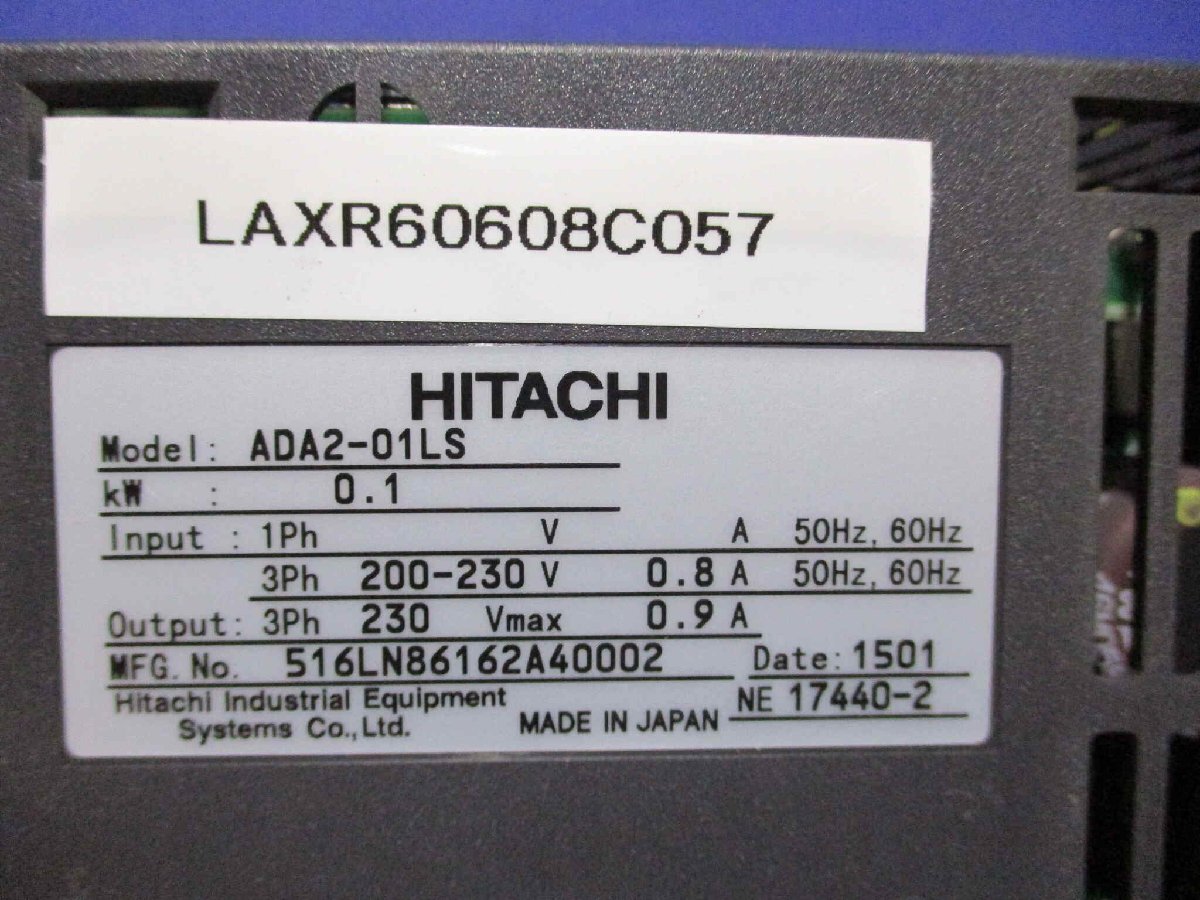 LAXR60608C057
HITACHI
Model: ADA2-01LS
kW : 0.1
Input : 1Ph V A 50Hz, 60Hz
3Ph 200-230 V 0.8 A 50Hz, 60Hz
Output: 3Ph 230 Vmax 0.9 A
MFG. No. 516LN86162A40002 Date: 1501
Hitachi Industrial Equipment
Systems Co., Ltd. MADE IN JAPAN NE 17440-2